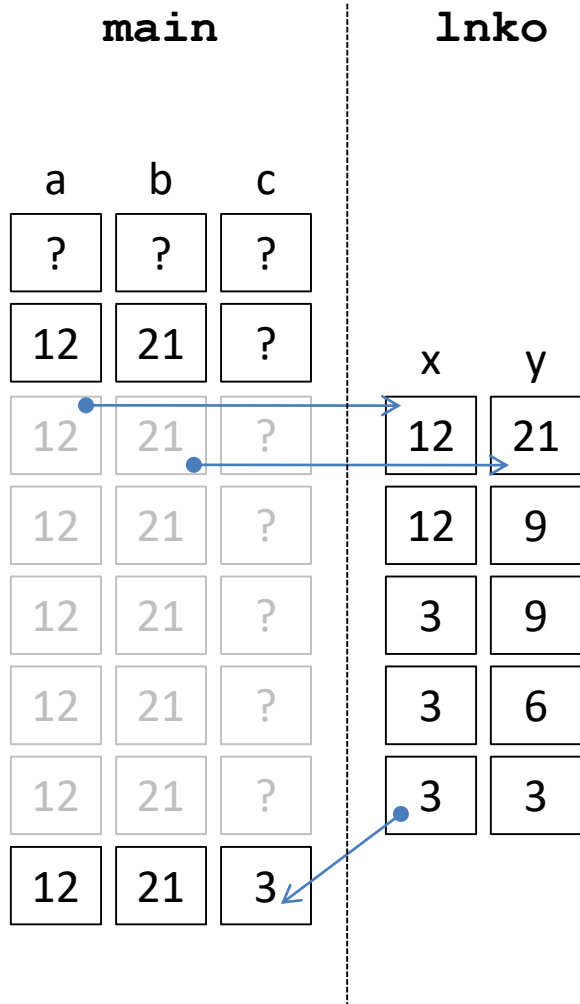 main lnko
a b c
? ? ?
12 21 ?
x y
12 21 ? 12 21
12 21 ? 12 9
12 21 ? 3 9
12 21 ? 3 6
12 21 ? 3 3
12 21 3